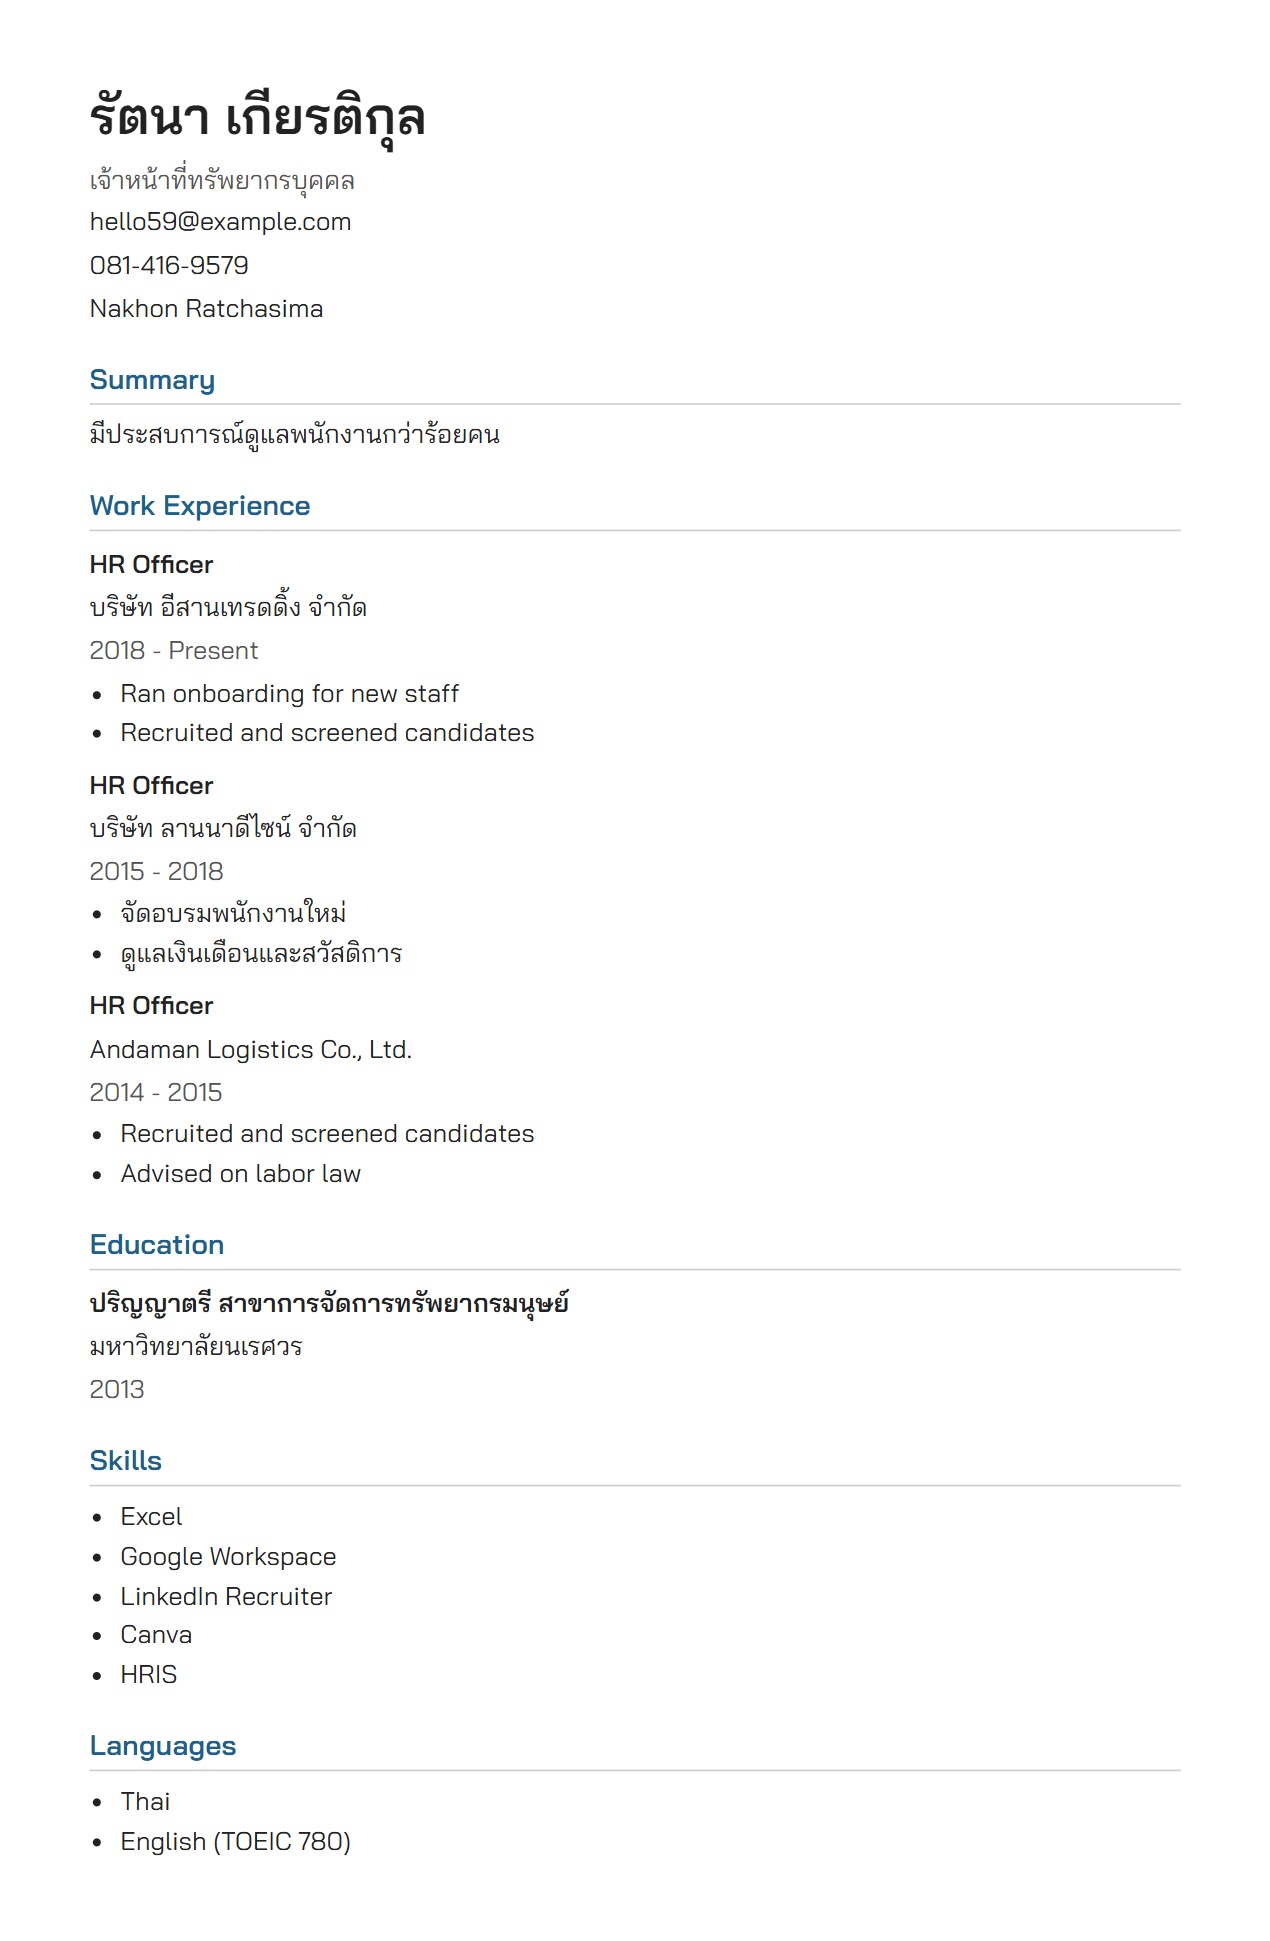 รัตนา เกียรติกุล
เจ้าหน้าที่ทรัพยากรบุคคล
hello59@example.com
081-416-9579
Nakhon Ratchasima
Summary
มีประสบการณ์ดูแลพนักงานกว่าร้อยคน
Work Experience
HR Officer
บริษัท อีสานเทรดดิ้ง จำกัด
2018 - Present
• Ran onboarding for new staff
• Recruited and screened candidates
HR Officer
บริษัท ลานนาดีไซน์ จำกัด
2015 - 2018
• จัดอบรมพนักงานใหม่
• ดูแลเงินเดือนและสวัสดิการ
HR Officer
Andaman Logistics Co., Ltd.
2014 - 2015
• Recruited and screened candidates
• Advised on labor law
Education
ปริญญาตรี สาขาการจัดการทรัพยากรมนุษย์
มหาวิทยาลัยนเรศวร
2013
Skills
• Excel
• Google Workspace
• LinkedIn Recruiter
• Canva
• HRIS
Languages
• Thai
• English (TOEIC 780)